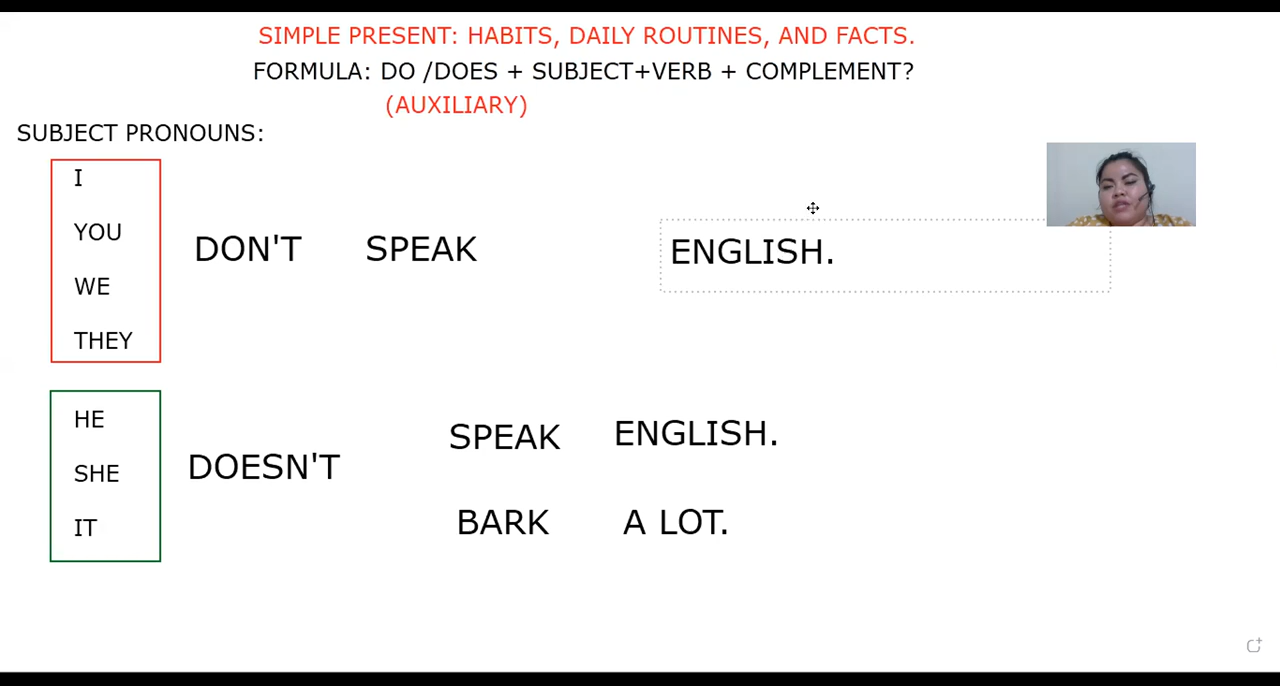 SIMPLE PRESENT: HABITS, DAILY ROUTINES, AND FACTS.
FORMULA: DO /DOES + SUBJECT+VERB + COMPLEMENT?
(AUXILIARY)
SUBJECT PRONOUNS:
I
YOU
WE
THEY
DON'T SPEAK ENGLISH.
HE
SHE
IT
DOESN'T
SPEAK ENGLISH.
BARK A LOT.